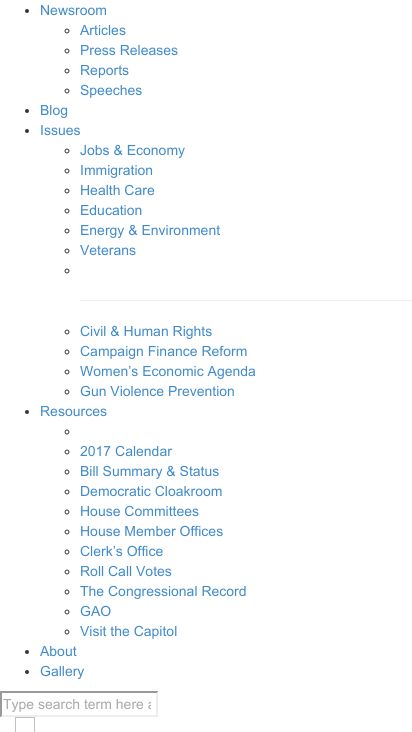 Newsroom
Articles
Press Releases
Reports
Speeches
Blog
Issues
Jobs & Economy
Immigration
Health Care
Education
Energy & Environment
Veterans
Civil & Human Rights
Campaign Finance Reform
Women's Economic Agenda
Gun Violence Prevention
Resources
2017 Calendar
Bill Summary & Status
Democratic Cloakroom
House Committees
House Member Offices
Clerk's Office
Roll Call Votes
The Congressional Record
GAO
Visit the Capitol
About
Gallery
Type search term here